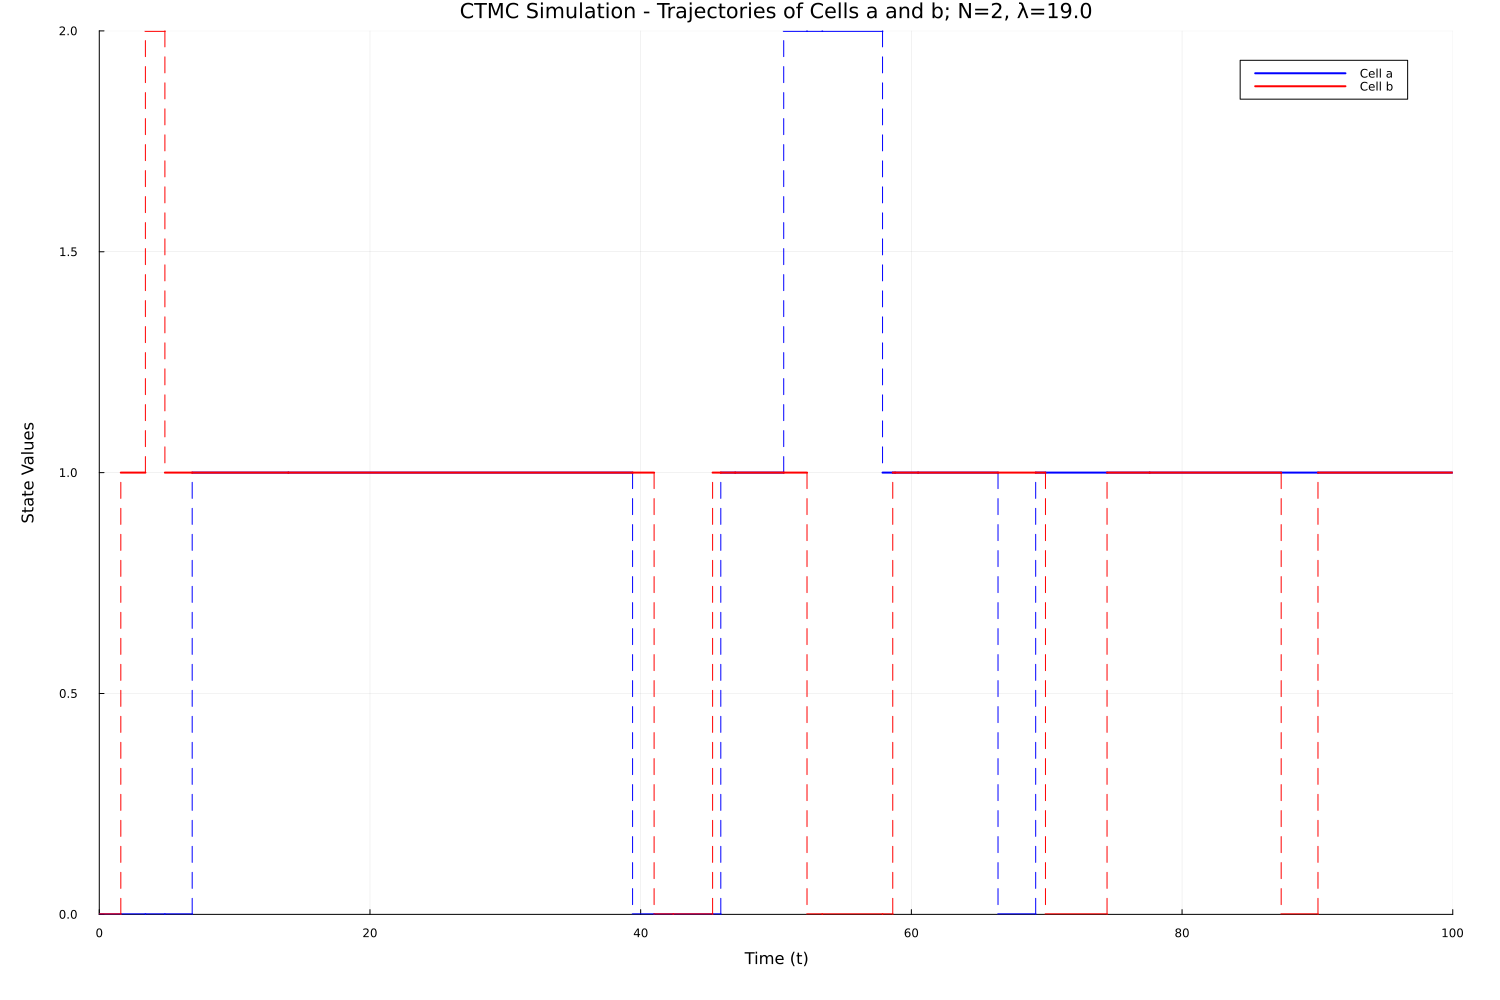 CTMC Simulation - Trajectories of Cells a and b; N=2, λ=19.0
2.0
Cell a
Cell b
1.5
1.0
State Values
0.5
0.0
0 20 40 60 80 100
Time (t)